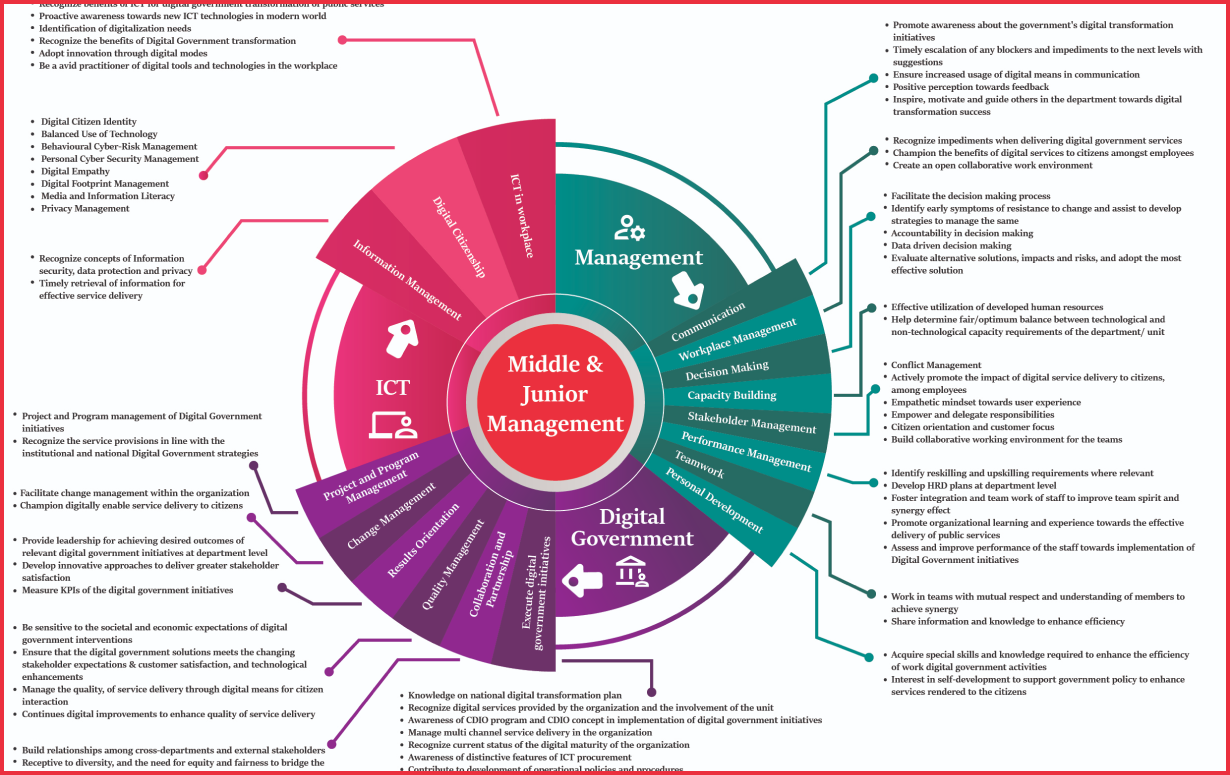 Recognize benefits of ICT for digital government transformation of public services
• Proactive awareness towards new ICT technologies in modern world
• Identification of digitalization needs
• Recognize the benefits of Digital Government transformation
• Adopt innovation through digital modes
• Be a avid practitioner of digital tools and technologies in the workplace
• Digital Citizen Identity
• Balanced Use of Technology
• Behavioural Cyber-Risk Management
• Personal Cyber Security Management
• Digital Empathy
• Digital Footprint Management
• Media and Information Literacy
• Privacy Management
• Recognize concepts of Information
security, data protection and privacy
• Timely retrieval of information for
effective service delivery
• Project and Program management of Digital Government
initiatives
• Recognize the service provisions in line with the
institutional and national Digital Government strategies
• Facilitate change management within the organization
• Champion digitally enable service delivery to citizens
• Provide leadership for achieving desired outcomes of
relevant digital government initiatives at department level
• Develop innovative approaches to deliver greater stakeholder
satisfaction
• Measure KPIs of the digital government initiatives
• Be sensitive to the societal and economic expectations of digital
government interventions
• Ensure that the digital government solutions meets the changing
stakeholder expectations & customer satisfaction, and technological
enhancements
• Manage the quality, of service delivery through digital means for citizen
interaction
• Continues digital improvements to enhance quality of service delivery
• Build relationships among cross-departments and external stakeholders
• Receptive to diversity, and the need for equity and fairness to bridge the
ICT in workplace
Digital Citizenship
Information Management
ICT
Management
Middle &
Junior
Management
Communication
Workplace Management
Decision Making
Capacity Building
Stakeholder Management
Performance Management
Teamwork
Personal Development
Digital
Government
Project and Program
Management
Change Management
Results Orientation
Quality Management
Collaboration and
Partnership
Execute digital
government initiatives
• Knowledge on national digital transformation plan
• Recognize digital services provided by the organization and the involvement of the unit
• Awareness of CDIO program and CDIO concept in implementation of digital government initiatives
• Manage multi channel service delivery in the organization
• Recognize current status of the digital maturity of the organization
• Awareness of distinctive features of ICT procurement
• Contribute to development of operational policies and procedures
• Promote awareness about the government's digital transformation
initiatives
• Timely escalation of any blockers and impediments to the next levels with
suggestions
• Ensure increased usage of digital means in communication
• Positive perception towards feedback
• Inspire, motivate and guide others in the department towards digital
transformation success
• Recognize impediments when delivering digital government services
• Champion the benefits of digital services to citizens amongst employees
• Create an open collaborative work environment
• Facilitate the decision making process
• Identify early symptoms of resistance to change and assist to develop
strategies to manage the same
• Accountability in decision making
• Data driven decision making
• Evaluate alternative solutions, impacts and risks, and adopt the most
effective solution
• Effective utilization of developed human resources
• Help determine fair/optimum balance between technological and
non-technological capacity requirements of the department/ unit
• Conflict Management
• Actively promote the impact of digital service delivery to citizens,
among employees
• Empathetic mindset towards user experience
• Empower and delegate responsibilities
• Citizen orientation and customer focus
• Build collaborative working environment for the teams
• Identify reskilling and upskilling requirements where relevant
• Develop HRD plans at department level
• Foster integration and team work of staff to improve team spirit and
synergy effect
• Promote organizational learning and experience towards the effective
delivery of public services
• Assess and improve performance of the staff towards implementation of
Digital Government initiatives
• Work in teams with mutual respect and understanding of members to
achieve synergy
• Share information and knowledge to enhance efficiency
• Acquire special skills and knowledge required to enhance the efficiency
of work digital government activities
• Interest in self-development to support government policy to enhance
services rendered to the citizens